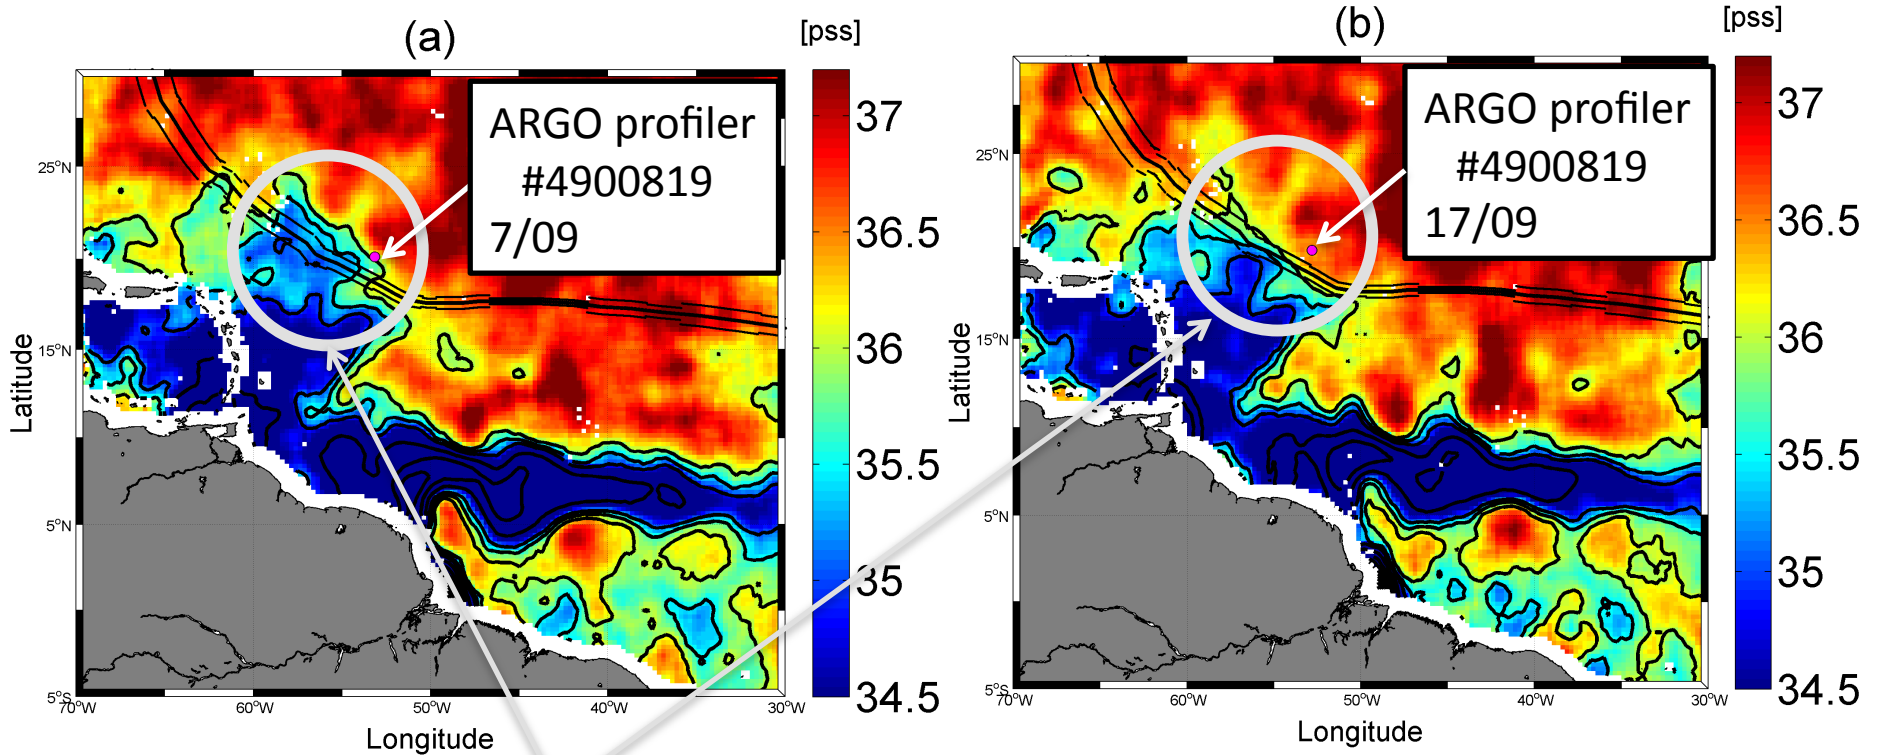 (a)
[pss]
ARGO profiler
#4900819
7/09
25°N
15°N
5°N
5°S
70°W
60°W
50°W
40°W
30°W
Latitude
Longitude
37
36.5
36
35.5
35
34.5
(b)
[pss]
ARGO profiler
#4900819
17/09
25°N
15°N
5°N
5°S
70°W
60°W
50°W
40°W
30°W
Latitude
Longitude
37
36.5
36
35.5
35
34.5